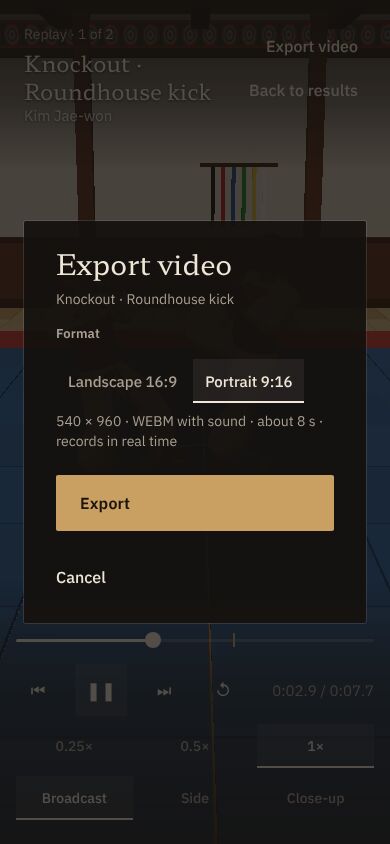 Replay · 1 of 2
Export video
Knockout ·
Roundhouse kick
Back to results
Kim Jae-won
Export video
Knockout · Roundhouse kick
Format
Landscape 16:9
Portrait 9:16
540 × 960 · WEBM with sound · about 8 s ·
records in real time
Export
Cancel
0:02.9 / 0:07.7
0.25×
0.5×
1×
Broadcast
Side
Close-up